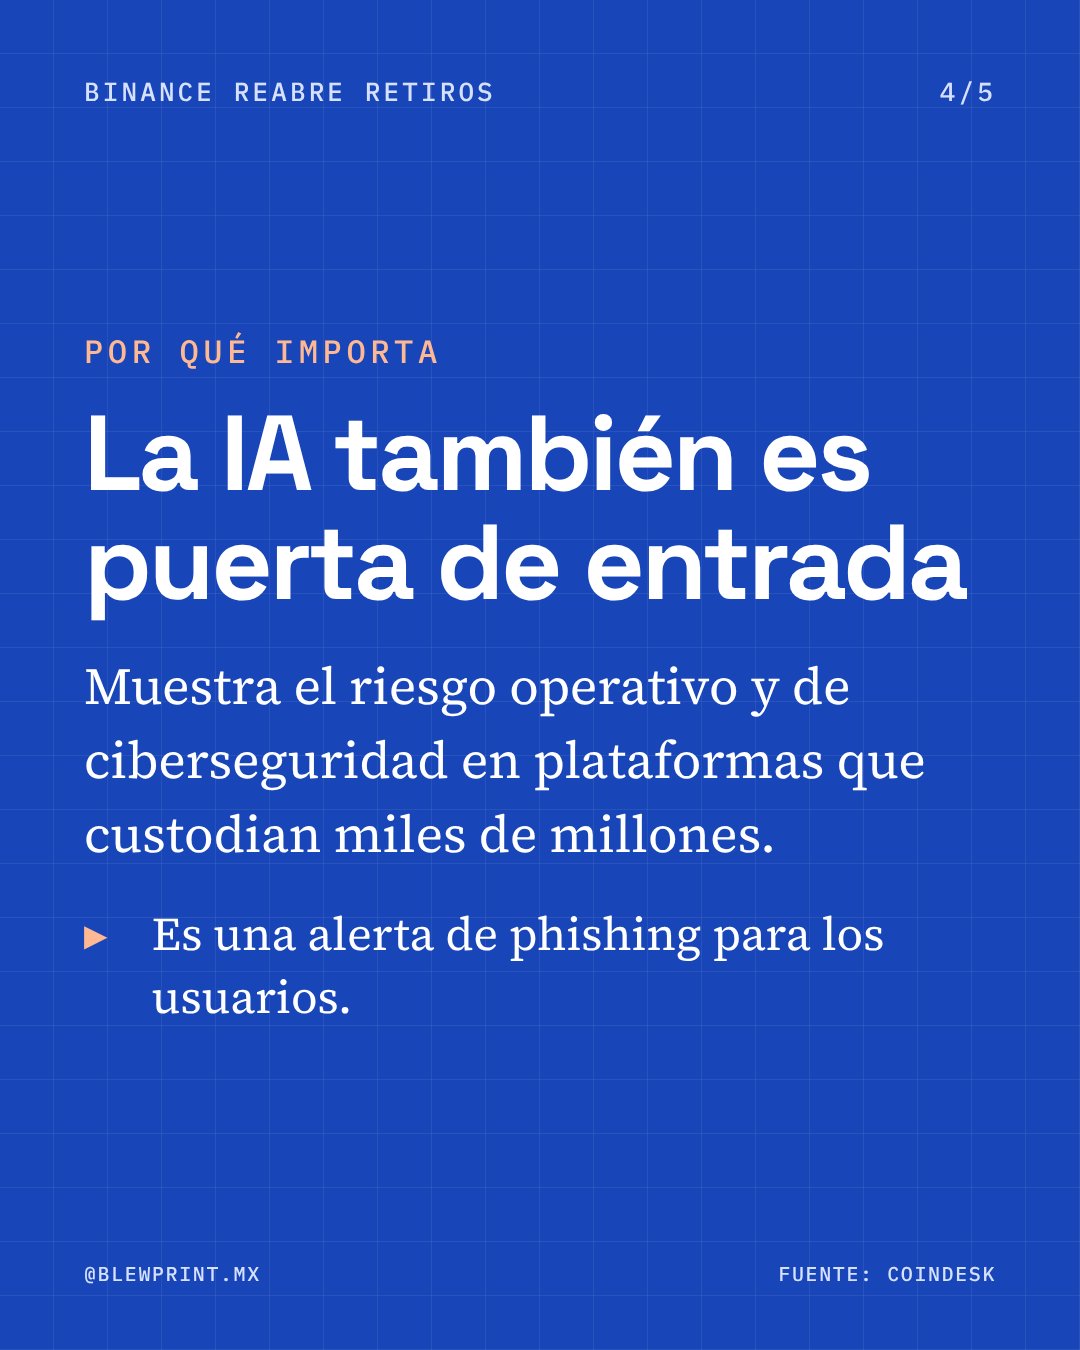 BINANCE REABRE RETIROS
4/5
POR QUÉ IMPORTA
La IA también es
puerta de entrada
Muestra el riesgo operativo y de
ciberseguridad en plataformas que
custodian miles de millones.
▶ Es una alerta de phishing para los
usuarios.
@BLEWPRINT.MX
FUENTE: COINDESK